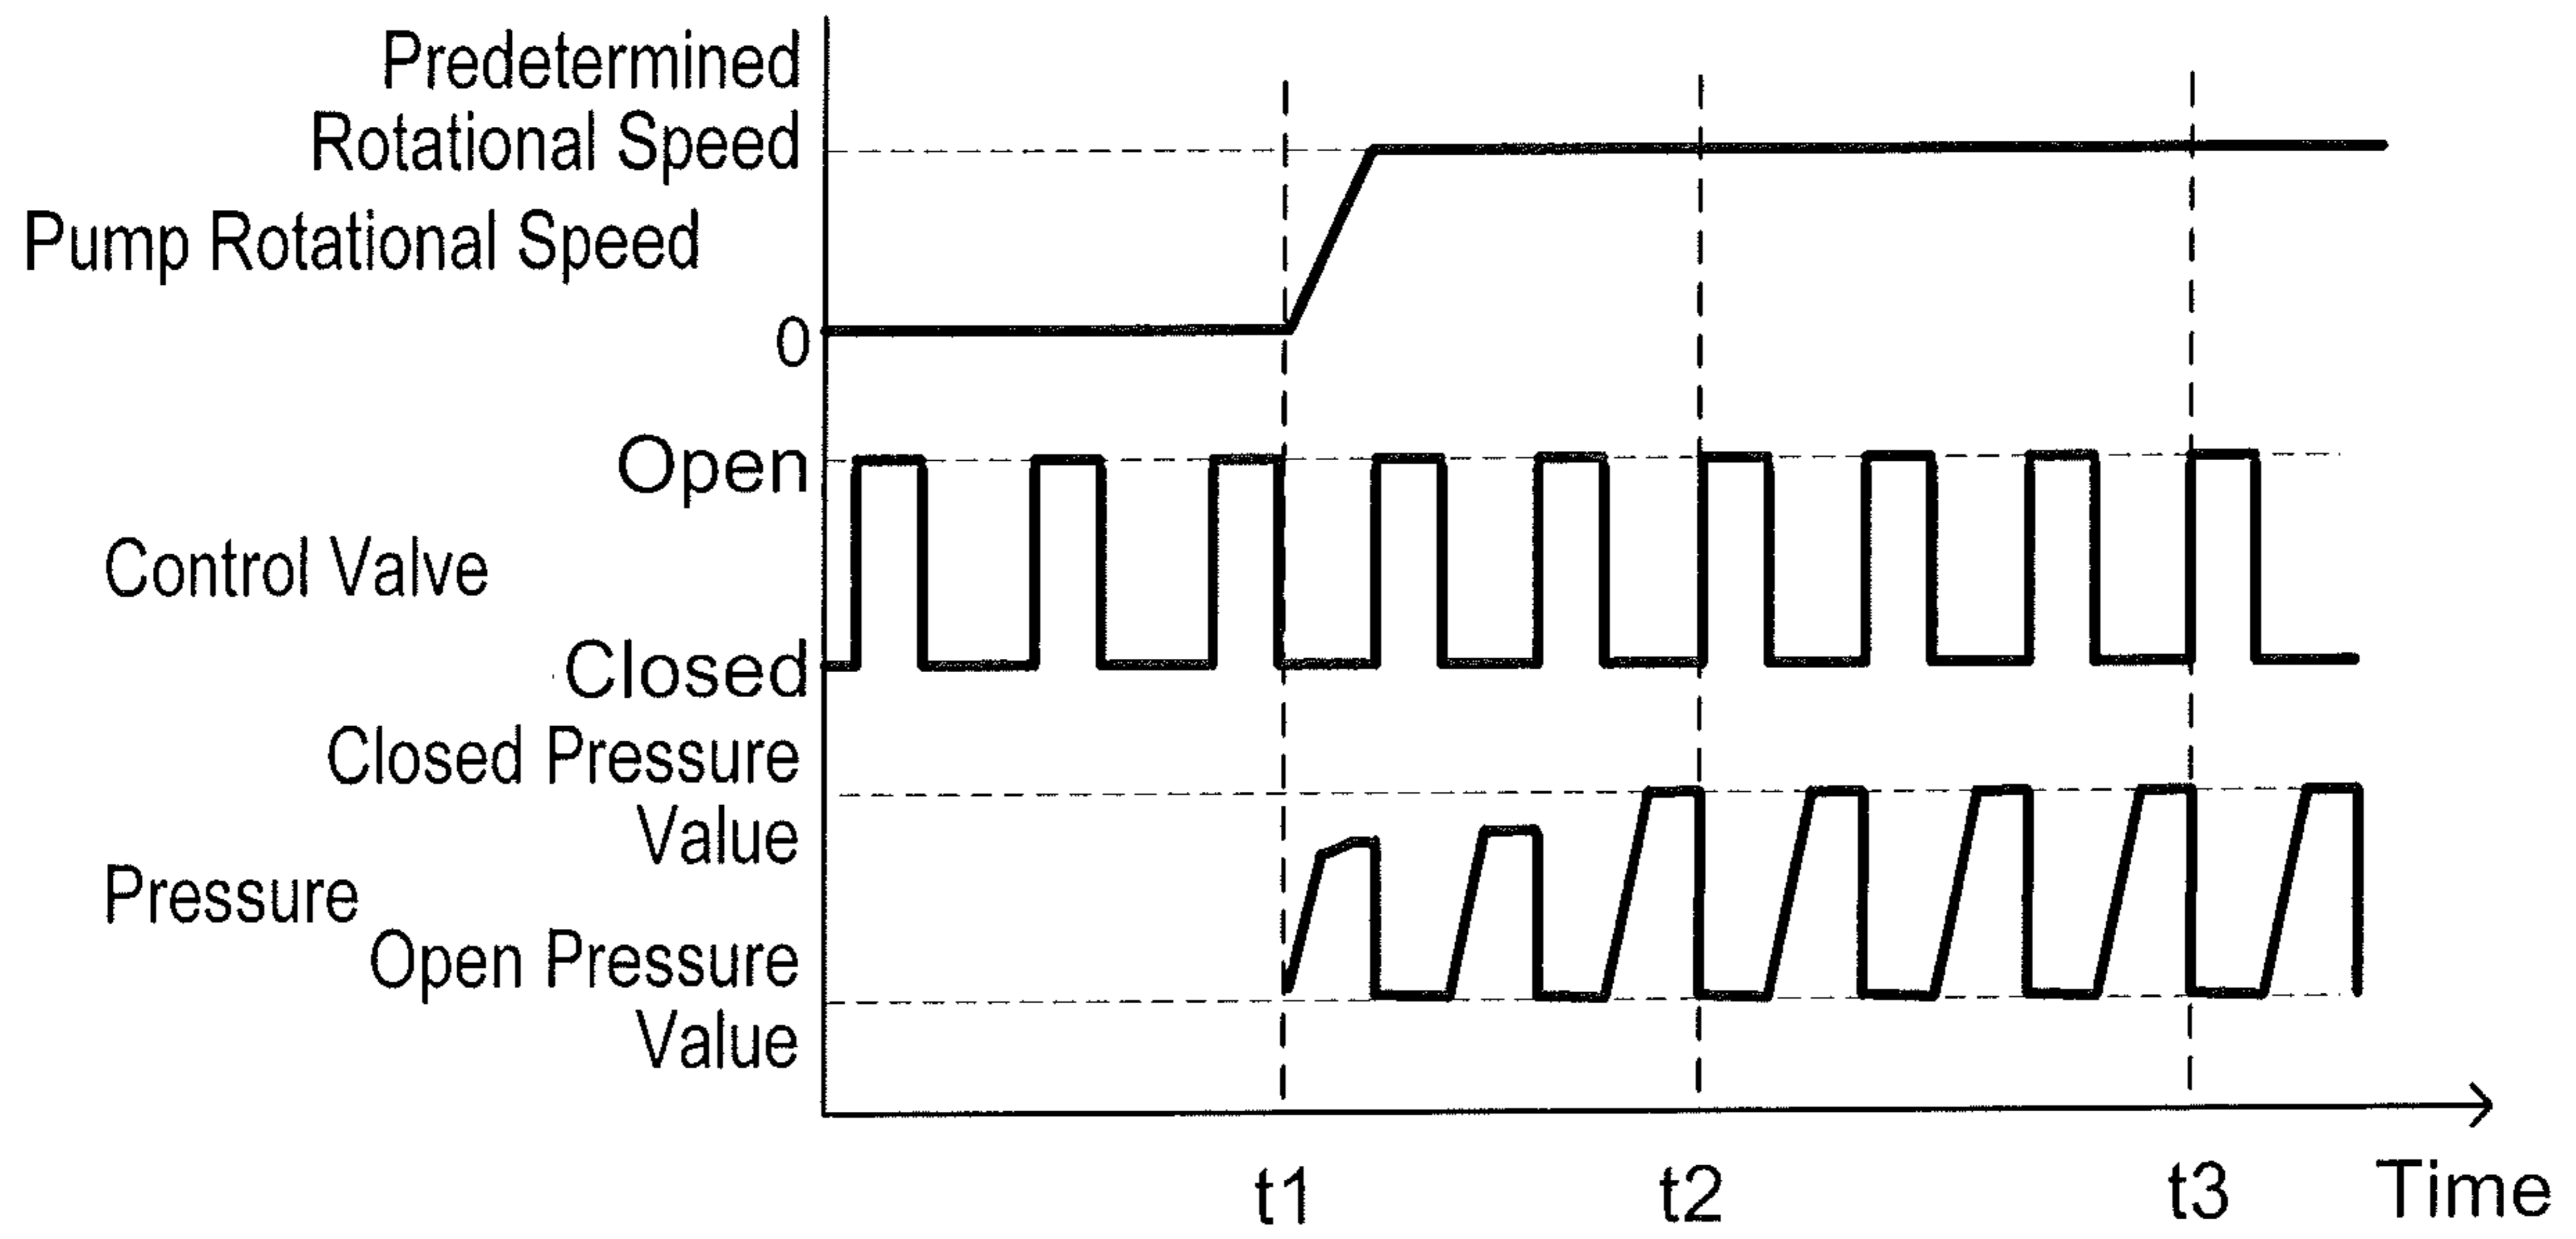 Predetermined
Rotational Speed
Pump Rotational Speed
0
Open
Control Valve
Closed
Closed Pressure
Value
Pressure
Open Pressure
Value
t1 t2 t3 Time